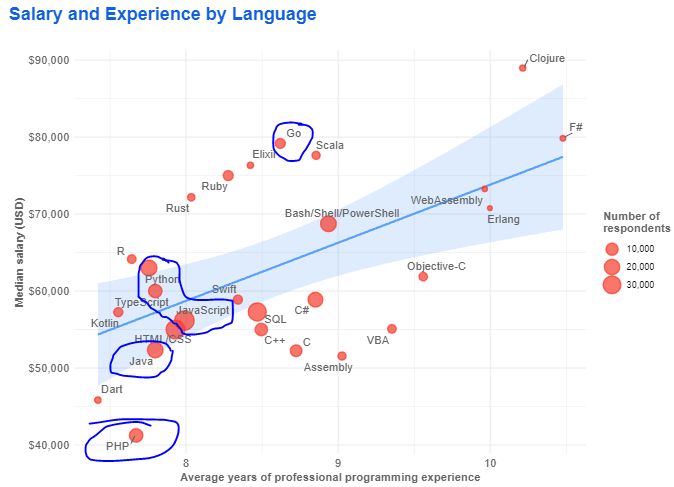 Salary and Experience by Language
$90,000
Clojure
F#
$80,000
Go
Scala
Elixir
Ruby
WebAssembly
Rust
Bash/Shell/PowerShell
Erlang
$70,000
Median salary (USD)
R
Python
Objective-C
$60,000
TypeScript
Swift
Kotlin
JavaScript
C#
SQL
HTML/CSS
C++
C
VBA
Java
Assembly
$50,000
Dart
PHP
$40,000
8
9
10
Average years of professional programming experience
Number of
respondents
10,000
20,000
30,000